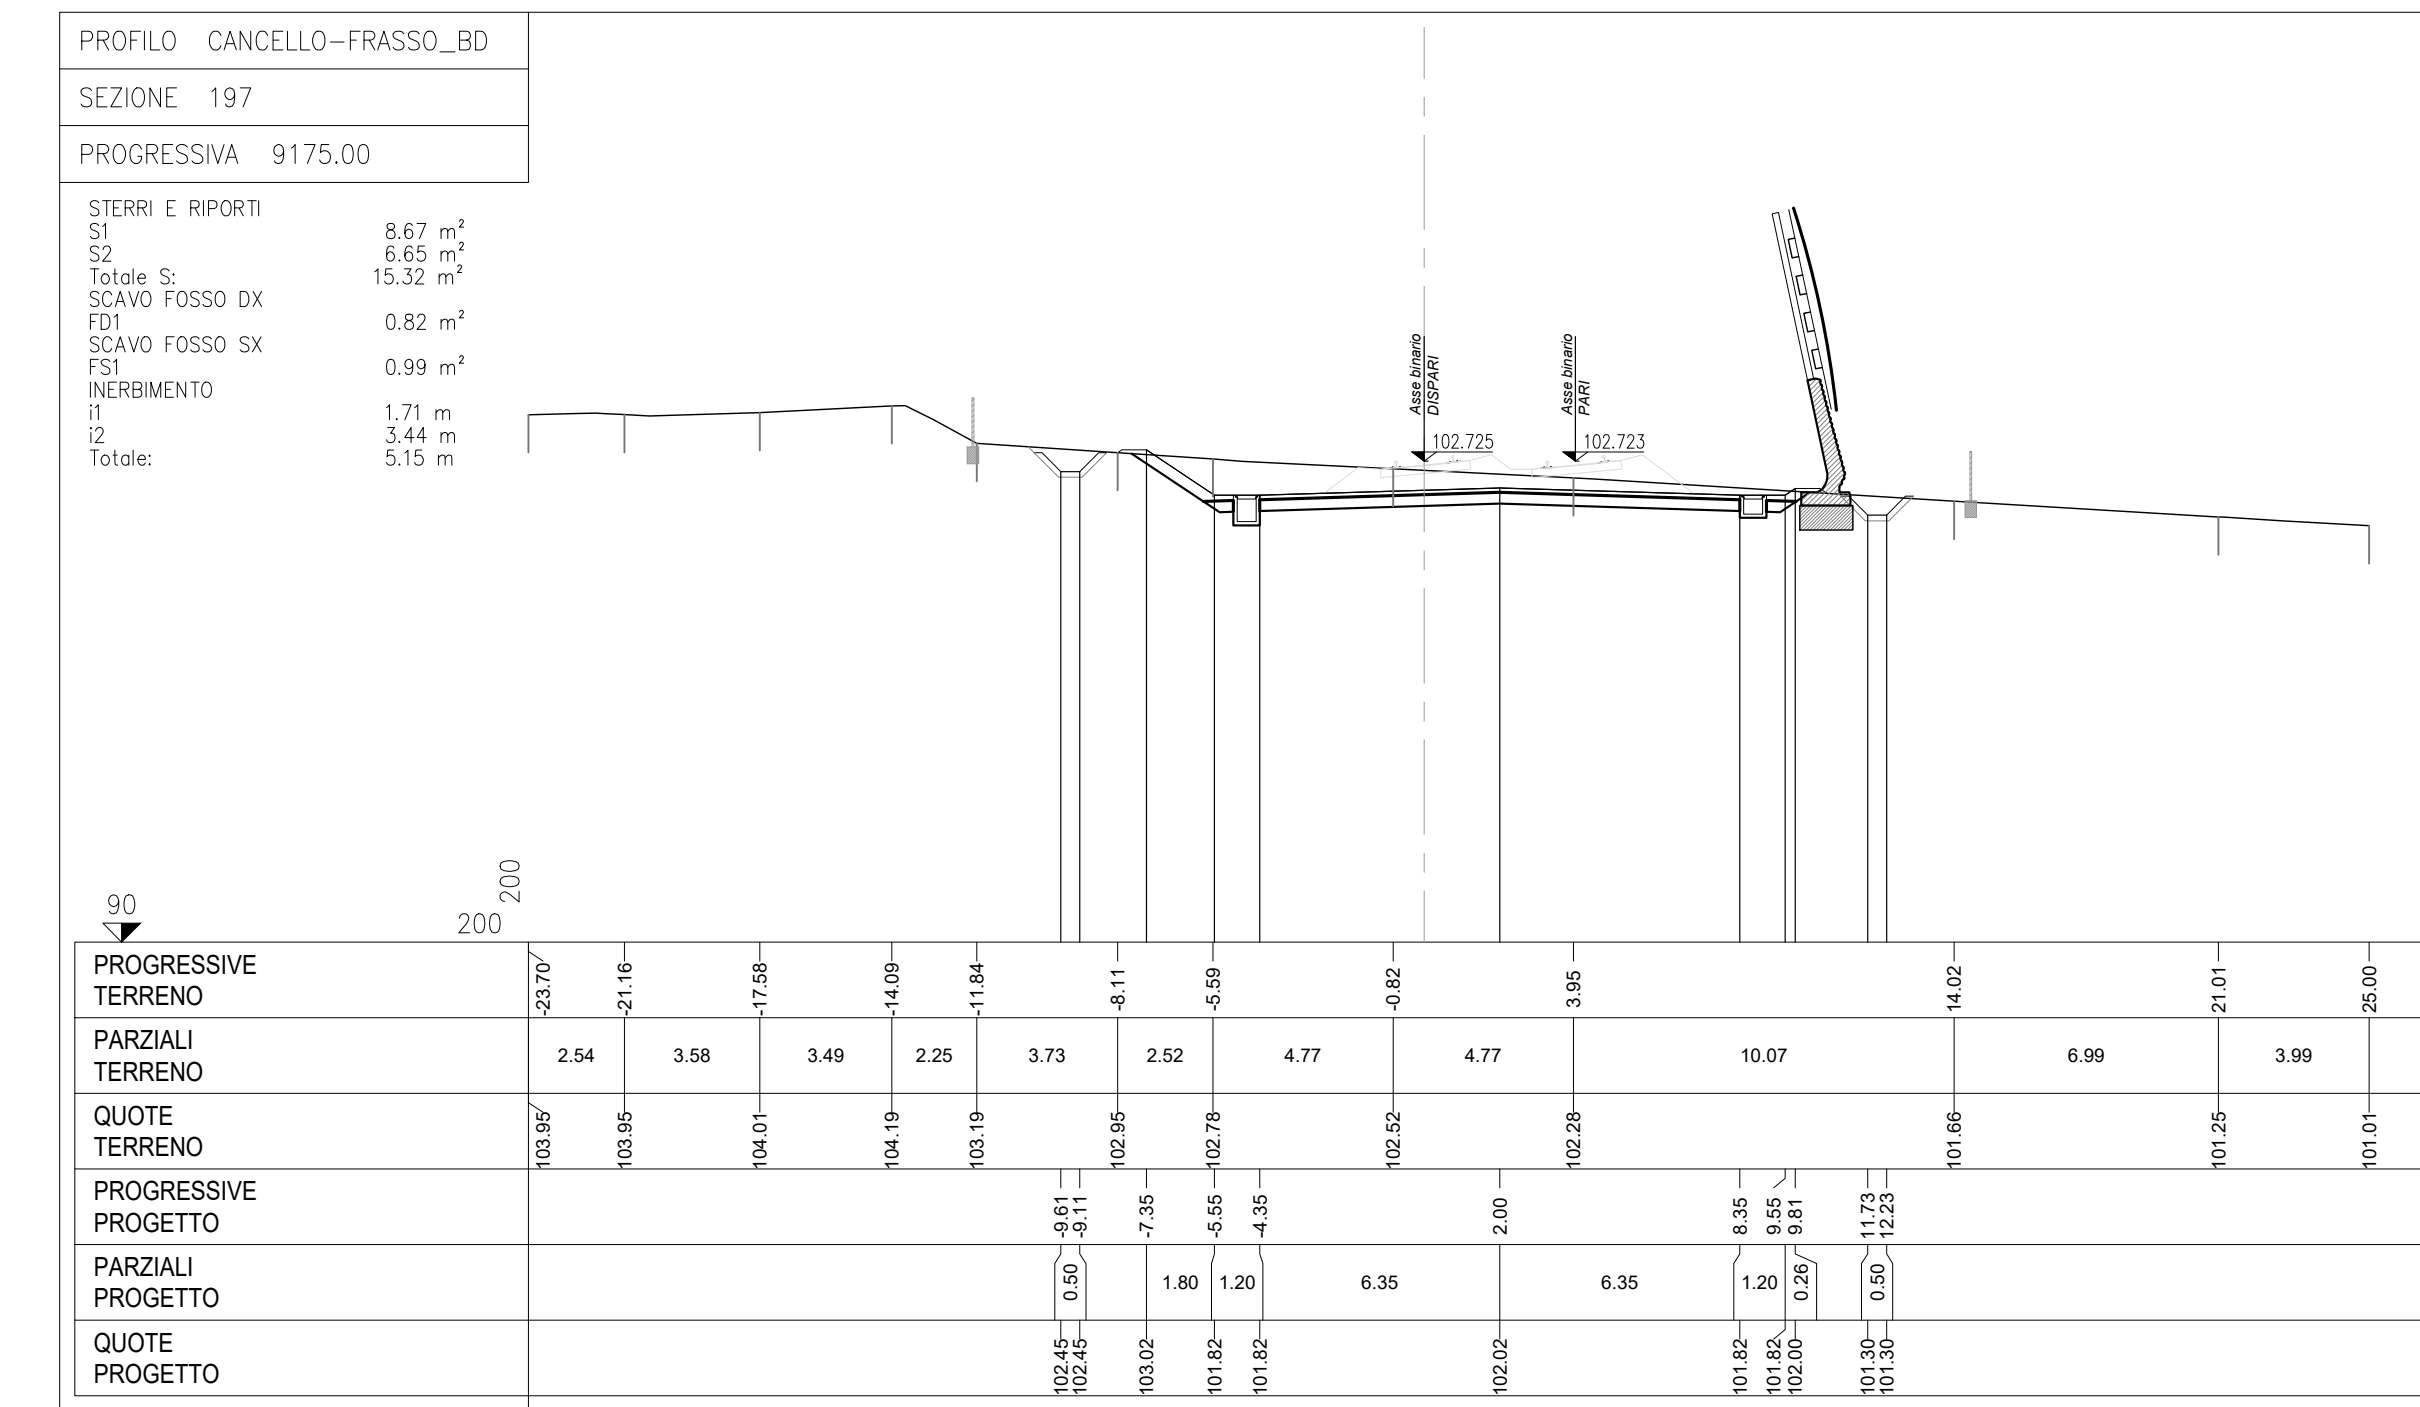 PROFILO CANCELLO-FRASSO_BD
SEZIONE 197
PROGRESSIVA 9175.00
STERRI E RIPORTI
S1 8.67 m²
S2 6.65 m²
Totale S: 15.32 m²
SCAVO FOSSO DX
FD1 0.82 m²
SCAVO FOSSO SX
FS1 0.99 m²
INERBIMENTO
i1 1.71 m
i2 3.44 m
Totale: 5.15 m
Asse binario
DISPARI
102.725
Asse binario
PARI
102.723
90
200
200
PROGRESSIVE
TERRENO
-23.70 -21.16 -17.58 -14.09 -11.84 -8.11 -5.59 -0.82 3.95 14.02 21.01 25.00
PARZIALI
TERRENO
2.54 3.58 3.49 2.25 3.73 2.52 4.77 4.77 10.07 6.99 3.99
QUOTE
TERRENO
103.95 103.95 104.01 104.19 103.19 102.95 102.78 102.52 102.28 101.66 101.25 101.01
PROGRESSIVE
PROGETTO
-9.61 -9.11 -7.35 -5.55 -4.35 2.00 8.35 9.55 9.81 11.73 12.23
PARZIALI
PROGETTO
0.50 1.80 1.20 6.35 6.35 1.20 0.26 0.50
QUOTE
PROGETTO
102.45 102.45 103.02 101.82 101.82 102.02 101.82 101.82 102.00 101.30 101.30